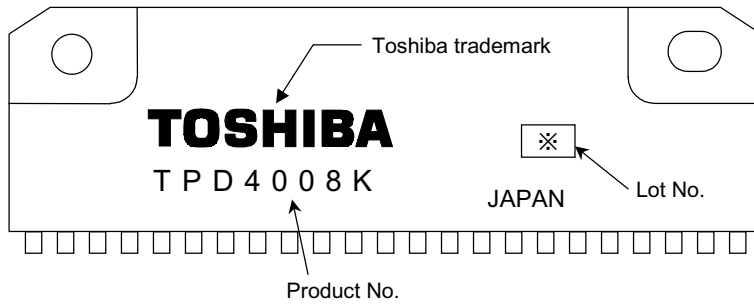 Toshiba trademark
TOSHIBA
※
TPD4008K
JAPAN
Lot No.
Product No.